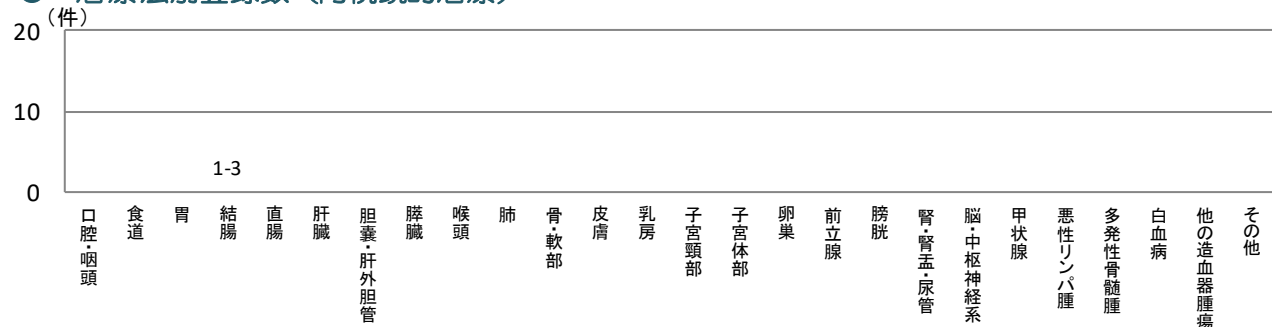 （件）
20
10
0
1-3
口腔・咽頭
食道
胃
結腸
直腸
肝臓
胆嚢・肝外胆管
膵臓
喉頭
肺
骨・軟部
皮膚
乳房
子宮頸部
子宮体部
卵巣
前立腺
膀胱
腎・腎盂・尿管
脳・中枢神経系
甲状腺
悪性リンパ腫
多発性骨髄腫
白血病
他の造血器腫瘍
その他